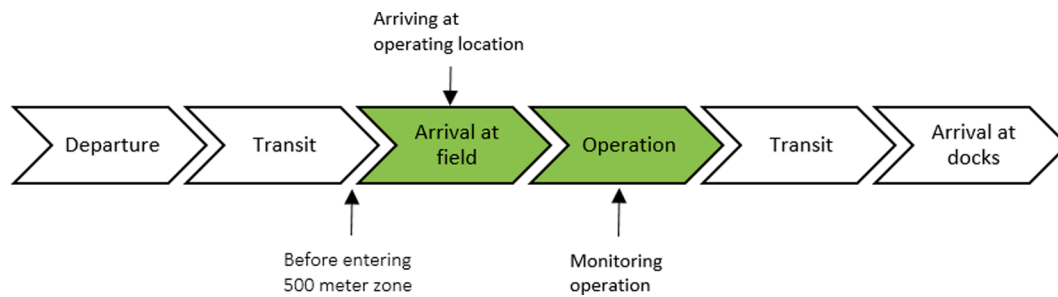 Arriving at
operating location
Departure
Transit
Arrival at
field
Operation
Transit
Arrival at
docks
Before entering
500 meter zone
Monitoring
operation